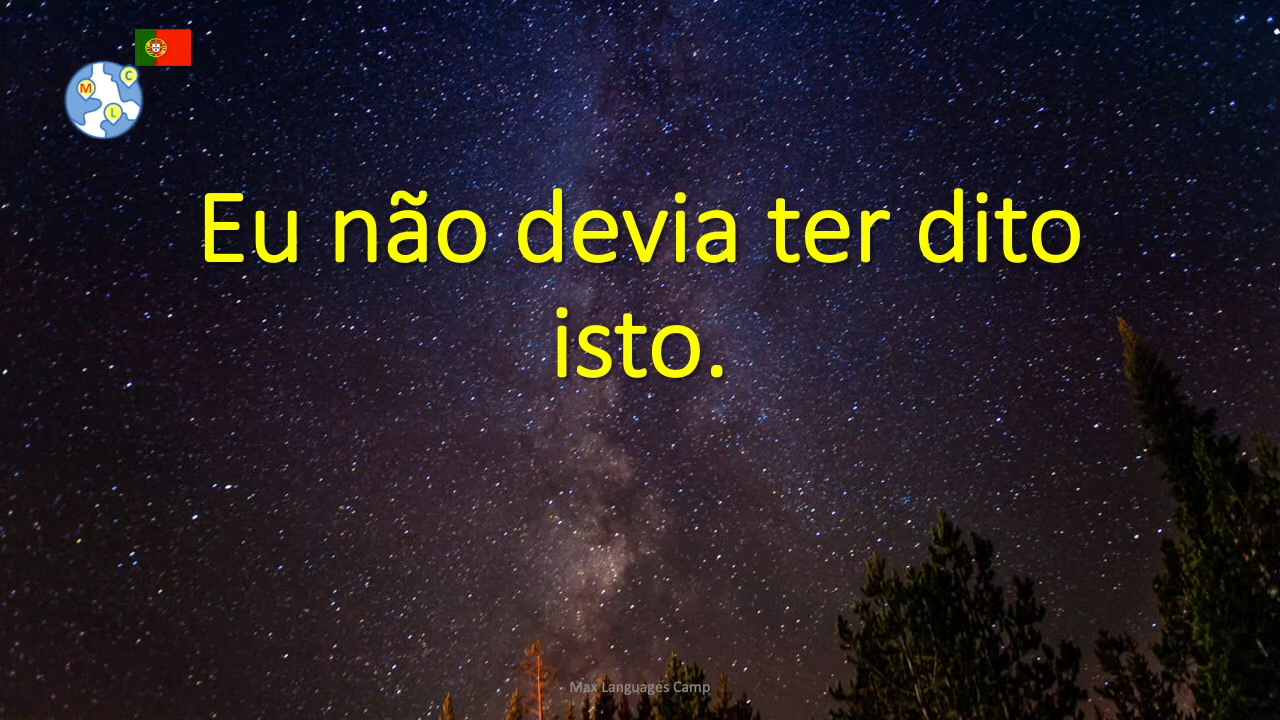 M
C
L
Eu não devia ter dito
isto.
Max Languages Camp